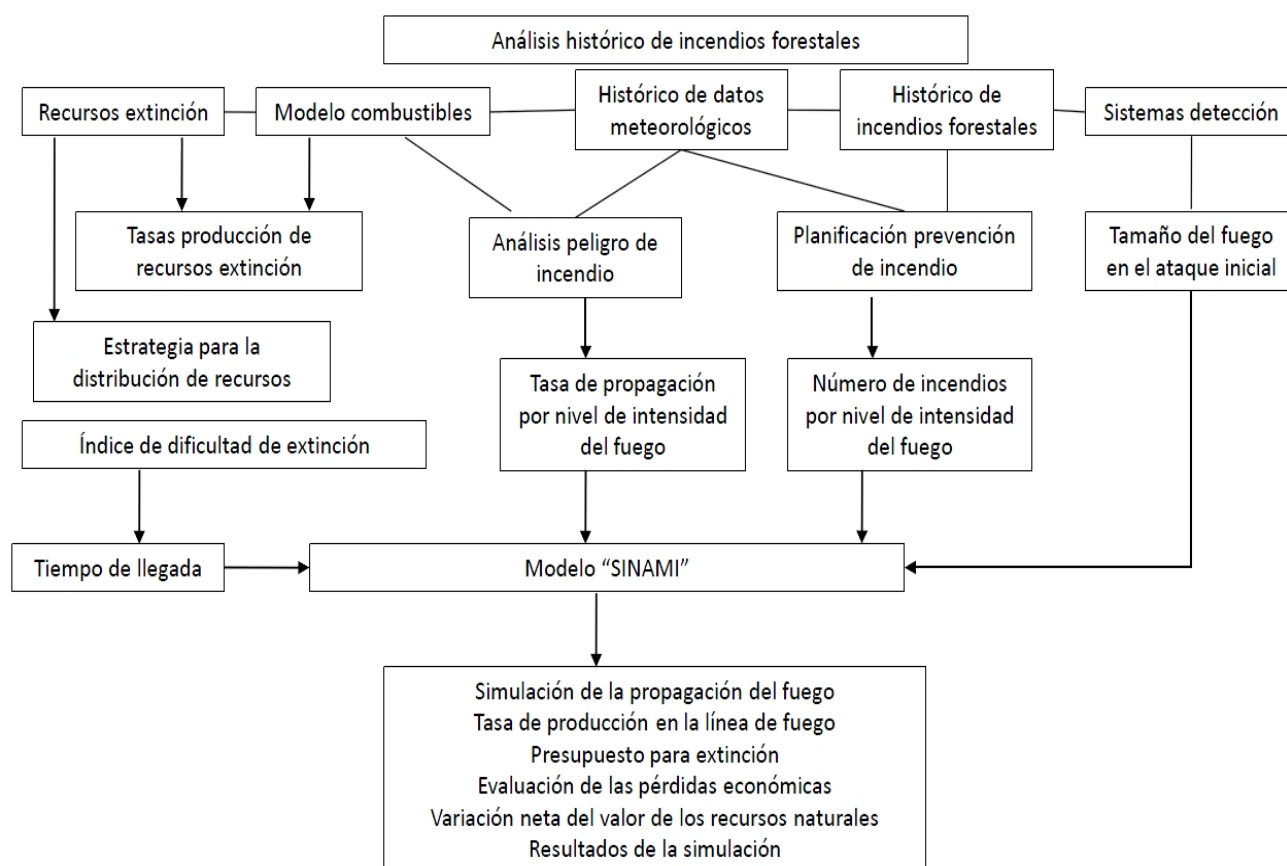 Análisis histórico de incendios forestales
Recursos extinción
Modelo combustibles
Histórico de datos
meteorológicos
Histórico de
incendios forestales
Sistemas detección
Tasas producción de
recursos extinción
Análisis peligro de
incendio
Planificación prevención
de incendio
Tamaño del fuego
en el ataque inicial
Estrategia para la
distribución de recursos
Tasa de propagación
por nivel de intensidad
del fuego
Número de incendios
por nivel de intensidad
del fuego
Índice de dificultad de extinción
Tiempo de llegada
Modelo “SINAMI”
Simulación de la propagación del fuego
Tasa de producción en la línea de fuego
Presupuesto para extinción
Evaluación de las pérdidas económicas
Variación neta del valor de los recursos naturales
Resultados de la simulación